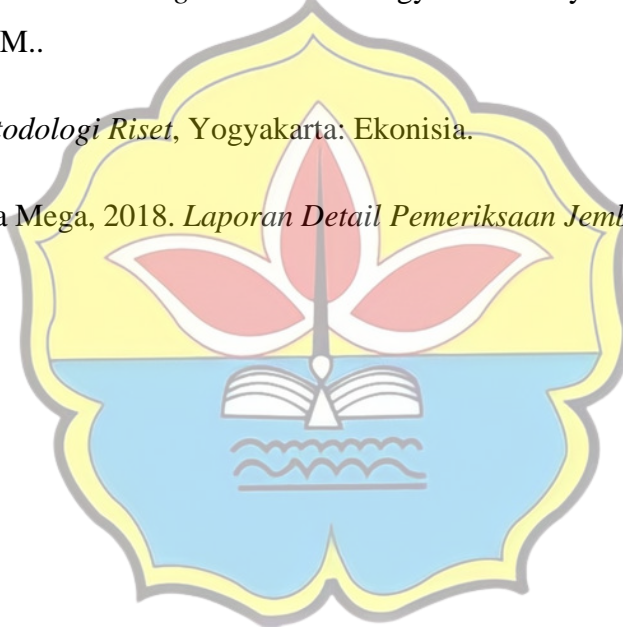 M..
todologi Riset, Yogyakarta: Ekonisia.
a Mega, 2018. Laporan Detail Pemeriksaan Jemb